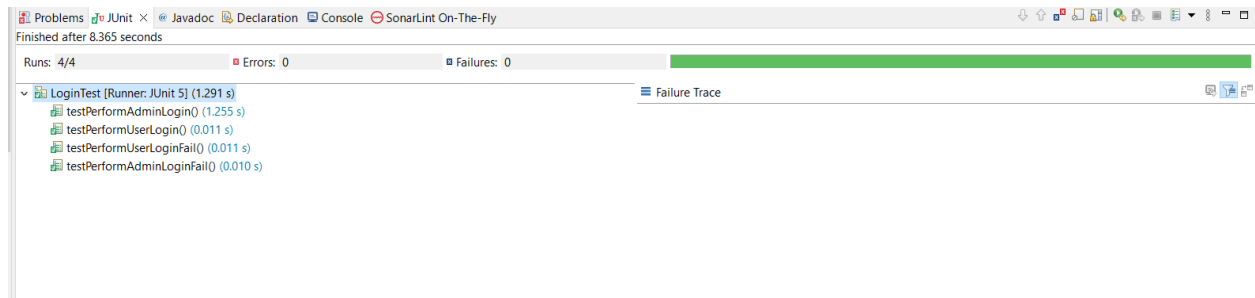 Problems JUnit × @ Javadoc Declaration Console SonarLint On-The-Fly
Finished after 8.365 seconds
Runs: 4/4 Errors: 0 Failures: 0
LoginTest [Runner: JUnit 5] (1.291 s) Failure Trace
testPerformAdminLogin() (1.255 s)
testPerformUserLogin() (0.011 s)
testPerformUserLoginFail() (0.011 s)
testPerformAdminLoginFail() (0.010 s)